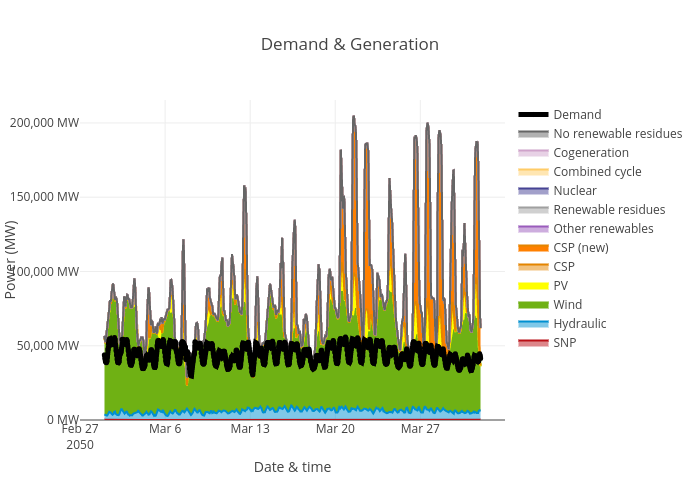 Demand & Generation
200,000 MW
150,000 MW
100,000 MW
50,000 MW
0 MW
Power (MW)
Feb 27
2050
Mar 6
Mar 13
Mar 20
Mar 27
Date & time
Demand
No renewable residues
Cogeneration
Combined cycle
Nuclear
Renewable residues
Other renewables
CSP (new)
CSP
PV
Wind
Hydraulic
SNP